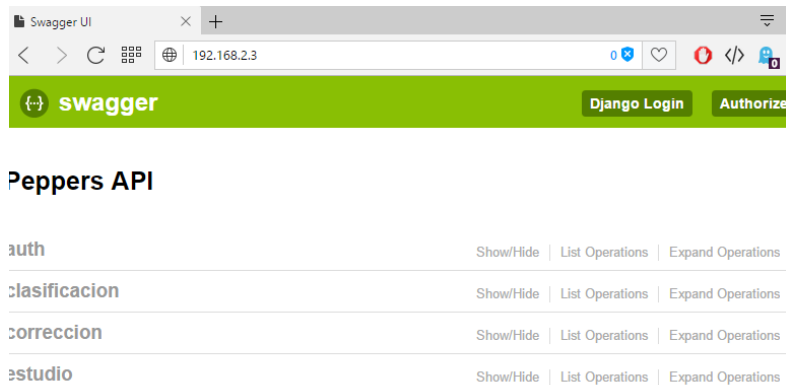 Swagger UI
192.168.2.3 0
0
{··} swagger Django Login Authorize
Peppers API
auth Show/Hide List Operations Expand Operations
clasificacion Show/Hide List Operations Expand Operations
correccion Show/Hide List Operations Expand Operations
estudio Show/Hide List Operations Expand Operations